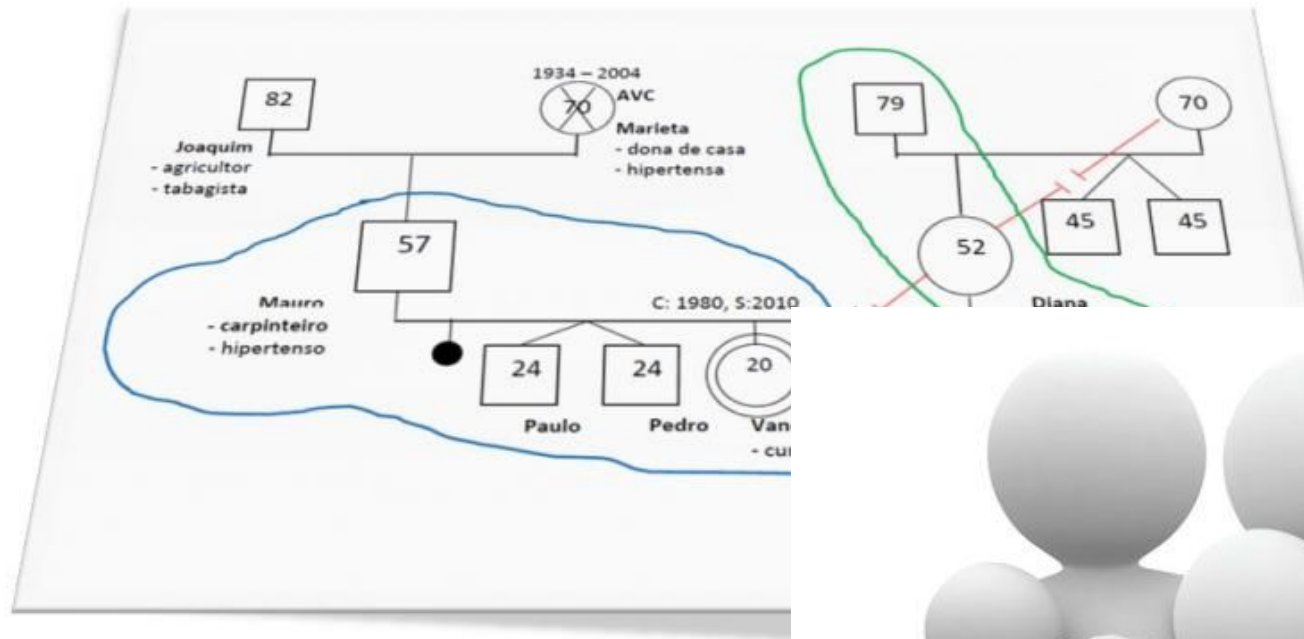 1934 – 2004
82
70
AVC
79
70
Joaquim
- agricultor
- tabagista
Marieta
- dona de casa
- hipertensa
57
52
45
45
Mauro
- carpinteiro
- hipertenso
C: 1980, S:2010
Diana
24
24
20
Paulo
Pedro